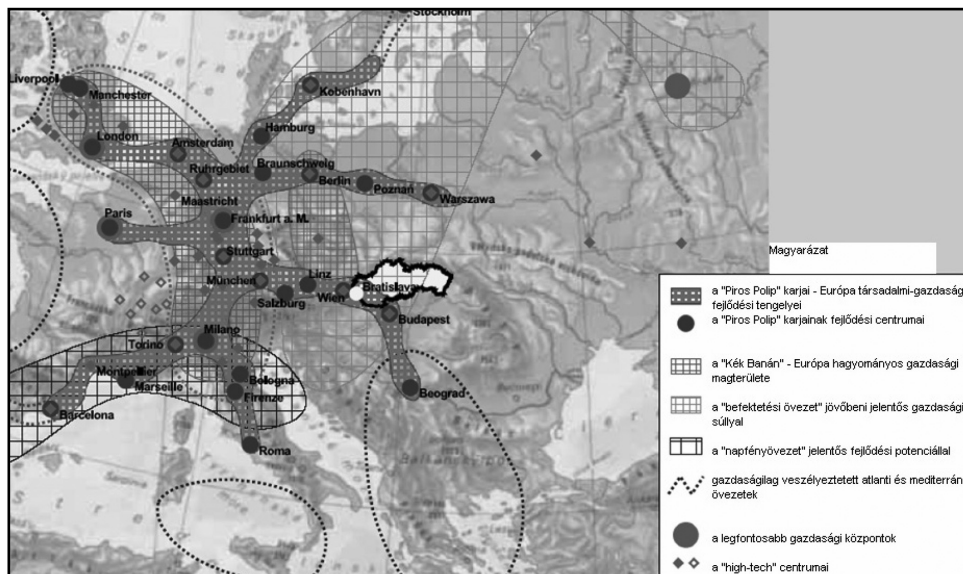 Stockholm
Liverpool
Manchester
København
London
Hamburg
Amsterdam
Braunschweig
Ruhrgebiet
Berlin
Poznań
Warszawa
Maastricht
Paris
Frankfurt a. M.
Stuttgart
Magyarázat
München
Linz
Bratislava
Salzburg
Wien
Budapest
Milano
Torino
Montpellier
Marseille
Bologna
Firenze
Beograd
Barcelona
Roma
a "Piros Polip" karjai - Európa társadalmi-gazdaság
fejlődési tengelyei
a "Piros Polip" karjainak fejlődési centrumai
a "Kék Banán" - Európa hagyományos gazdasági
magterülete
a "befektetési övezet" jövőbeni jelentős gazdasági
súllyal
a "napfényövezet" jelentős fejlődési potenciállal
gazdaságilag veszélyeztetett atlanti és mediterrán
övezetek
a legfontosabb gazdasági központok
a "high-tech" centrumai